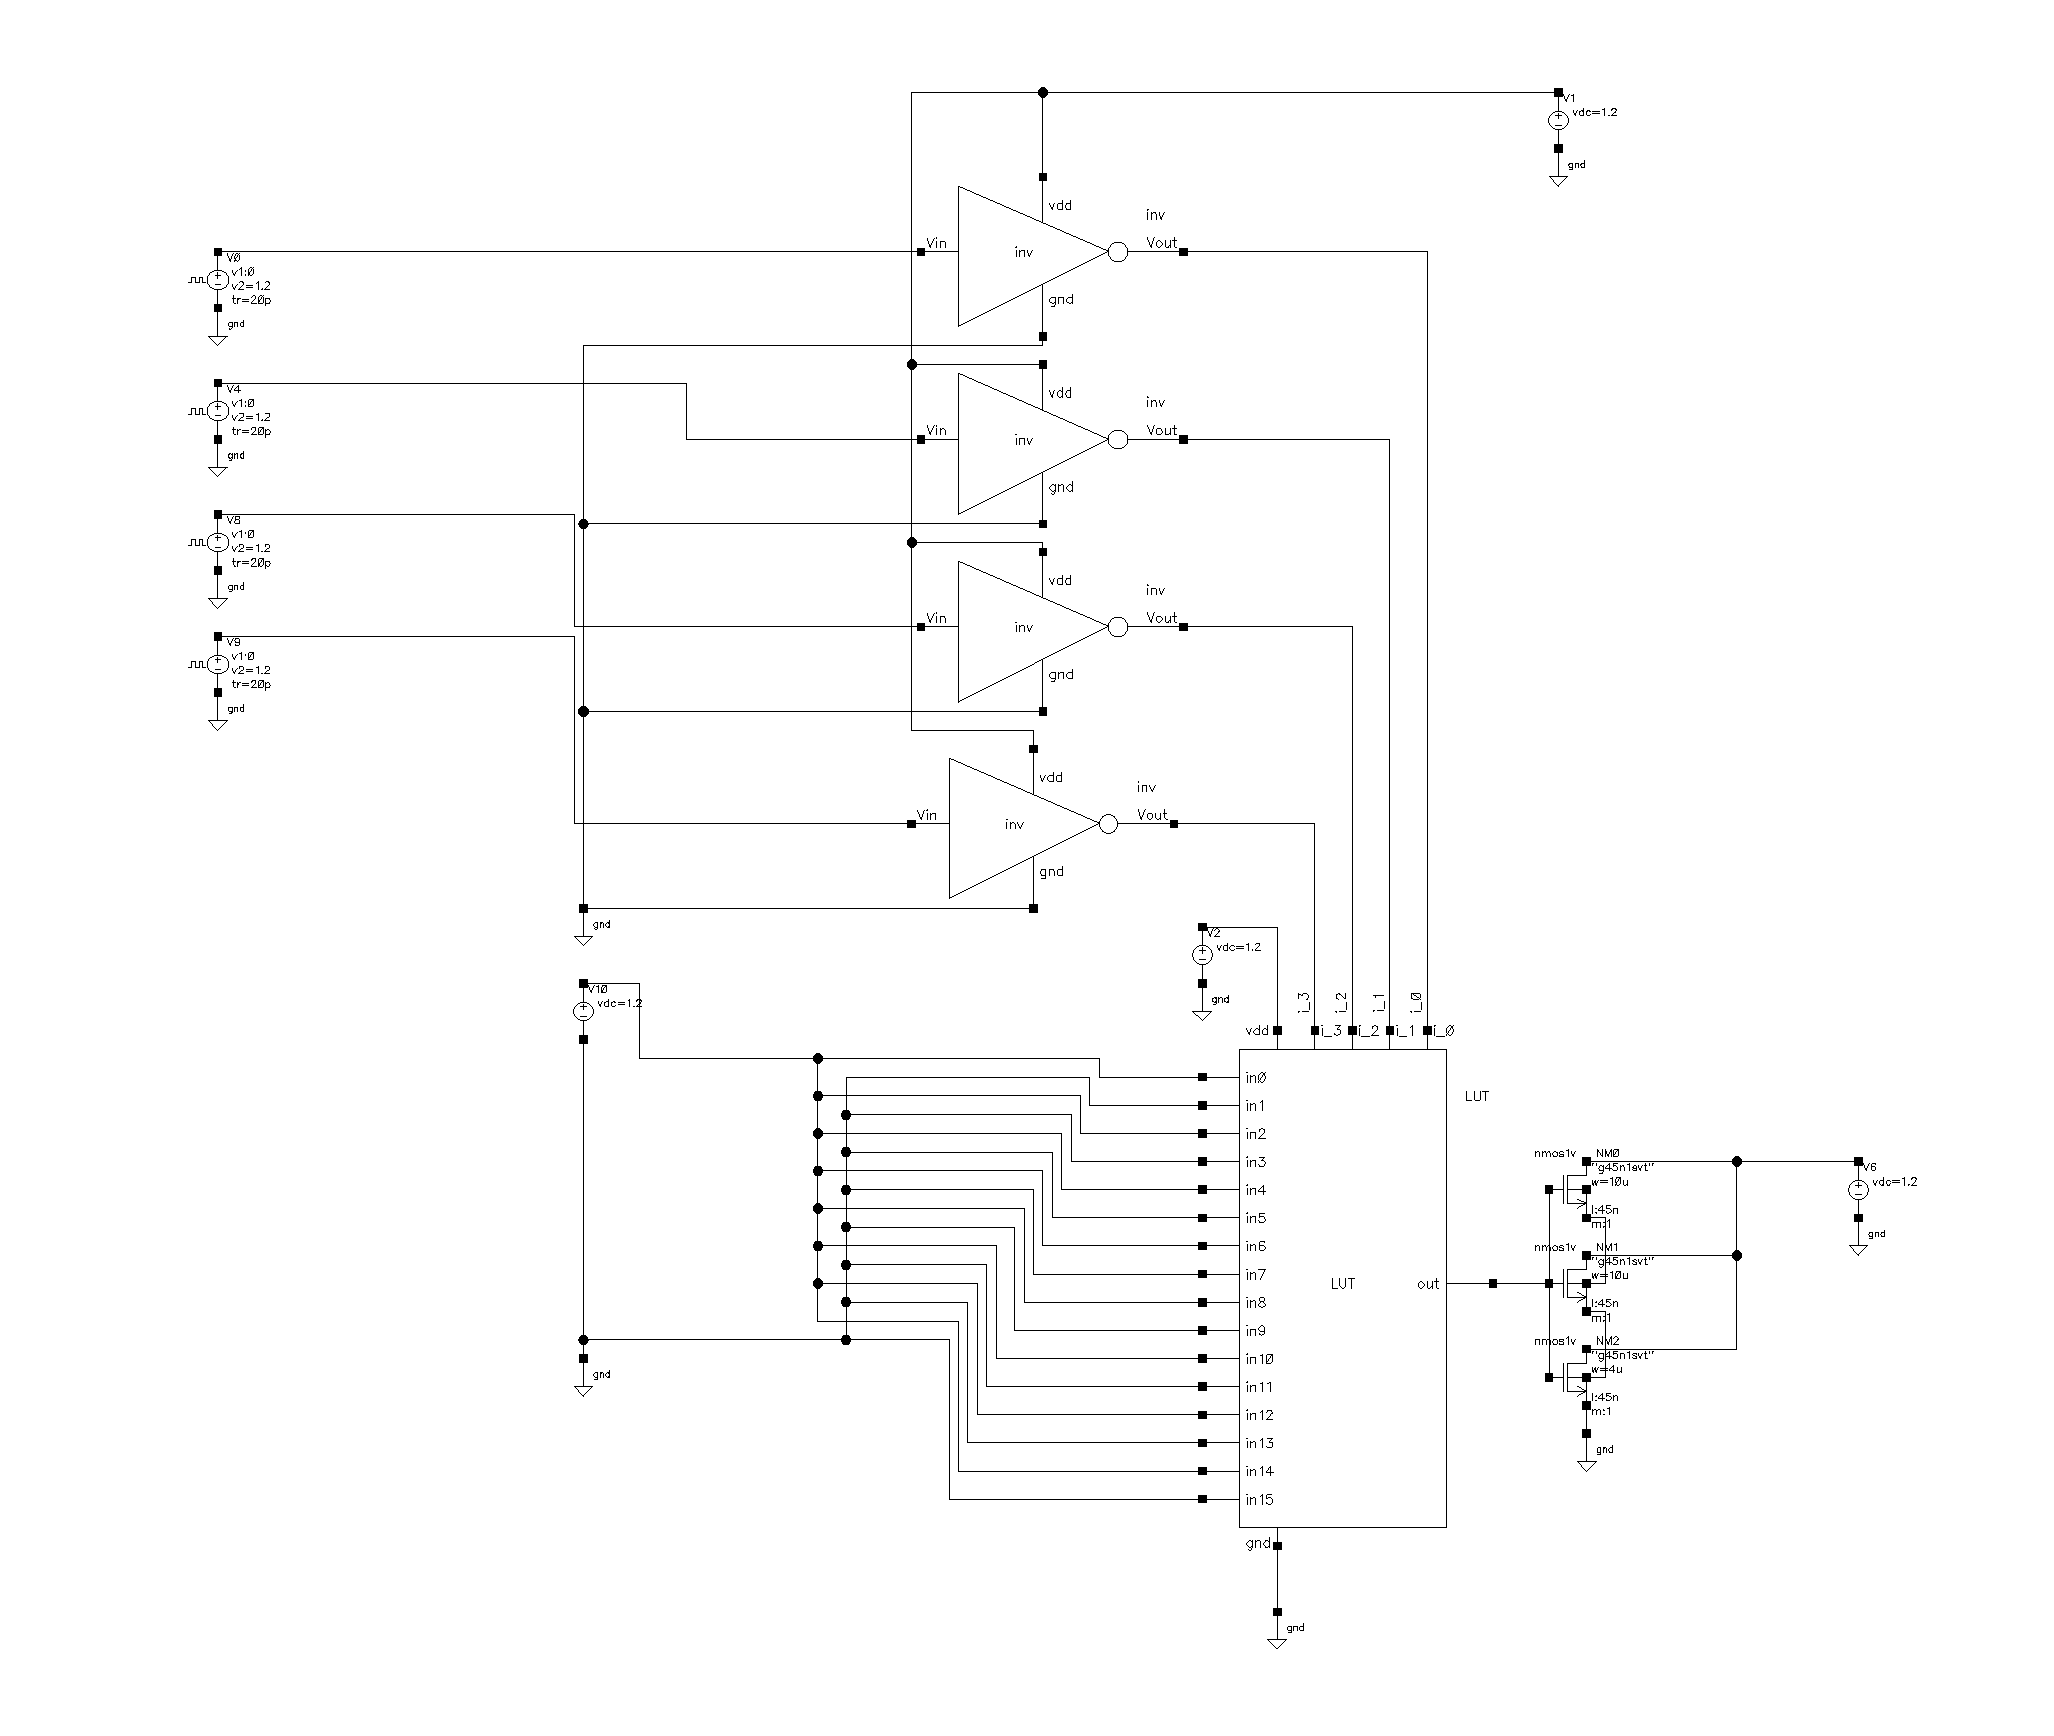 V1
vdc=1.2
gnd
vdd
inv
Vin
inv
Vout
gnd
V0
v1:0
v2=1.2
tr=20p
gnd
vdd
inv
Vin
inv
Vout
gnd
V4
v1:0
v2=1.2
tr=20p
gnd
vdd
inv
Vin
inv
Vout
gnd
V8
v1:0
v2=1.2
tr=20p
gnd
V9
v1:0
v2=1.2
tr=20p
gnd
vdd
inv
Vin
inv
Vout
gnd
gnd
V2
vdc=1.2
gnd
V10
vdc=1.2
i_3
i_2
i_1
i_0
vdd
i_3
i_2
i_1
i_0
in0
in1
in2
in3
in4
in5
in6
in7
in8
in9
in10
in11
in12
in13
in14
in15
LUT
LUT
out
gnd
gnd
gnd
nmos1v
NM0
"g45n1svt"
w=10u
l:45n
m:1
nmos1v
NM1
"g45n1svt"
w=10u
l:45n
m:1
nmos1v
NM2
"g45n1svt"
w=4u
l:45n
m:1
gnd
V6
vdc=1.2
gnd